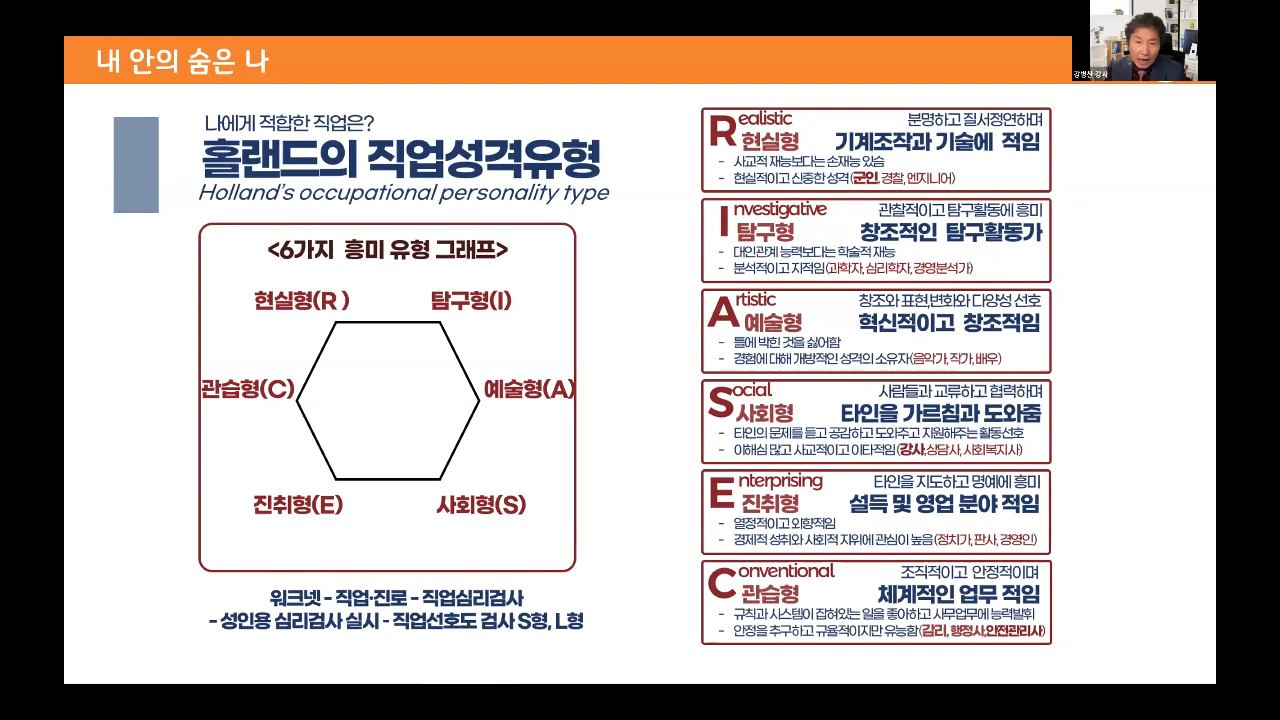 내 안의 숨은 나
강병찬 강사
나에게 적합한 직업은?
홀랜드의 직업성격유형
Holland's occupational personality type
<6가지 흥미 유형 그래프>
현실형(R )
탐구형(I)
관습형(C)
예술형(A)
진취형(E)
사회형(S)
워크넷 – 직업·진로 – 직업심리검사
- 성인용 심리검사 실시 - 직업선호도 검사 S형, L형
Realistic 분명하고 질서정연하며
현실형 기계조작과 기술에 적임
- 사교적 재능보다는 손재능 있슴
- 현실적이고 신중한 성격(군인, 경찰, 엔지니어)
Investigative 관찰적이고 탐구활동에 흥미
탐구형 창조적인 탐구활동가
- 대인관계 능력보다는 학술적 재능
- 분석적이고 지적임(과학자, 심리학자, 경영분석가)
Artistic 창조와 표현,변화와 다양성 선호
예술형 혁신적이고 창조적임
- 틀에 박힌 것을 싫어함
- 경험에 대해 개방적인 성격의 소유자(음악가, 작가, 배우)
Social 사람들과 교류하고 협력하며
사회형 타인을 가르침과 도와줌
- 타인의 문제를 듣고 공감하고 도와주고 지원해주는 활동선호
- 이해심 많고 사교적이고 이타적임(강사,상담사, 사회복지사)
Enterprising 타인을 지도하고 명예에 흥미
진취형 설득 및 영업 분야 적임
- 열정적이고 외향적임
- 경제적 성취와 사회적 지위에 관심이 높음(정치가, 판사, 경영인)
Conventional 조직적이고 안정적이며
관습형 체계적인 업무 적임
- 규칙과 시스템이 잡혀있는 일을 좋아하고 사무업무에 능력발휘
- 안정을 추구하고 규율적이지만 유능함(감리, 행정사,안전관리사)